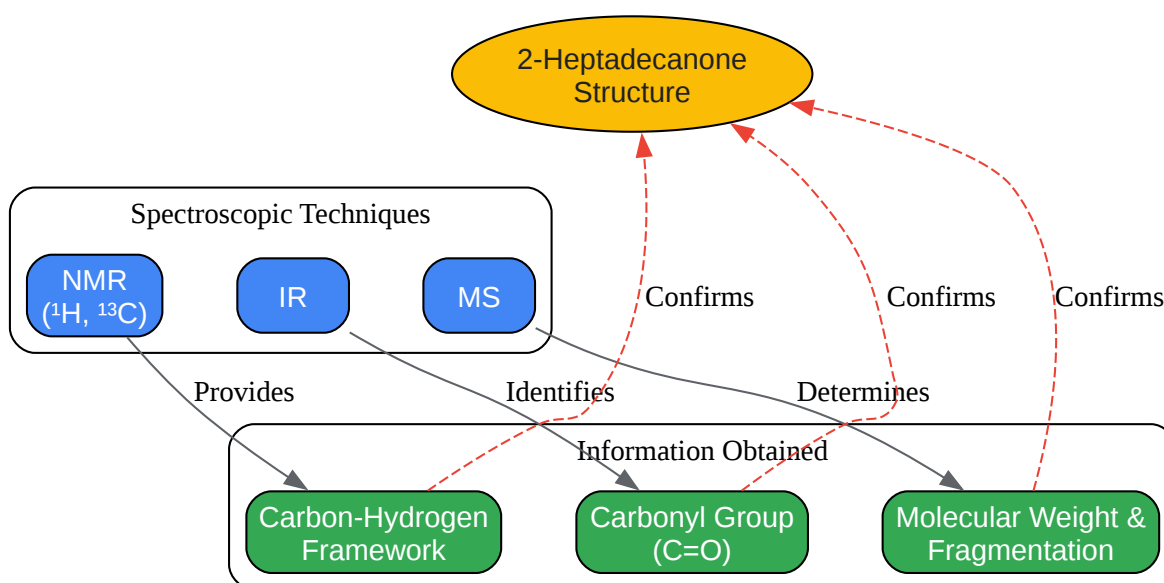 2-Heptadecanone
Structure
Spectroscopic Techniques
NMR
(¹H, ¹³C)
IR
MS
Confirms
Confirms
Confirms
Provides
Identifies
Determines
Information Obtained
Carbon-Hydrogen
Framework
Carbonyl Group
(C=O)
Molecular Weight &
Fragmentation